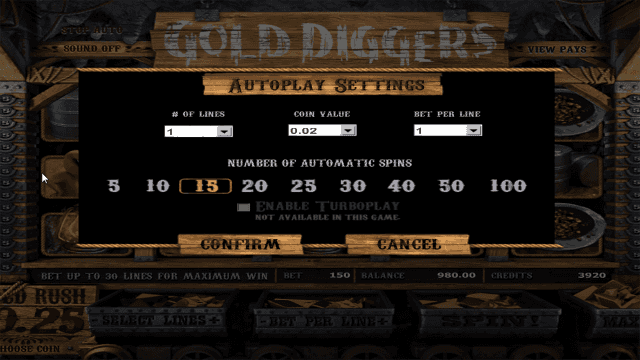 STOP AUTO
SOUND OFF
GOLD DIGGERS
VIEW PAYS
AUTOPLAY SETTINGS
# OF LINES COIN VALUE BET PER LINE
1 0.02 1
NUMBER OF AUTOMATIC SPINS
5 10 15 20 25 30 40 50 100
ENABLE TURBOPLAY
NOT AVAILABLE IN THIS GAME.
CONFIRM CANCEL
BET UP TO 30 LINES FOR MAXIMUM WIN BET 150 BALANCE 980.00 CREDITS 3920
D RUSH
0.25
HOOSE COIN
SELECT LINES+ -BET PER LINE+ SPIN! MA